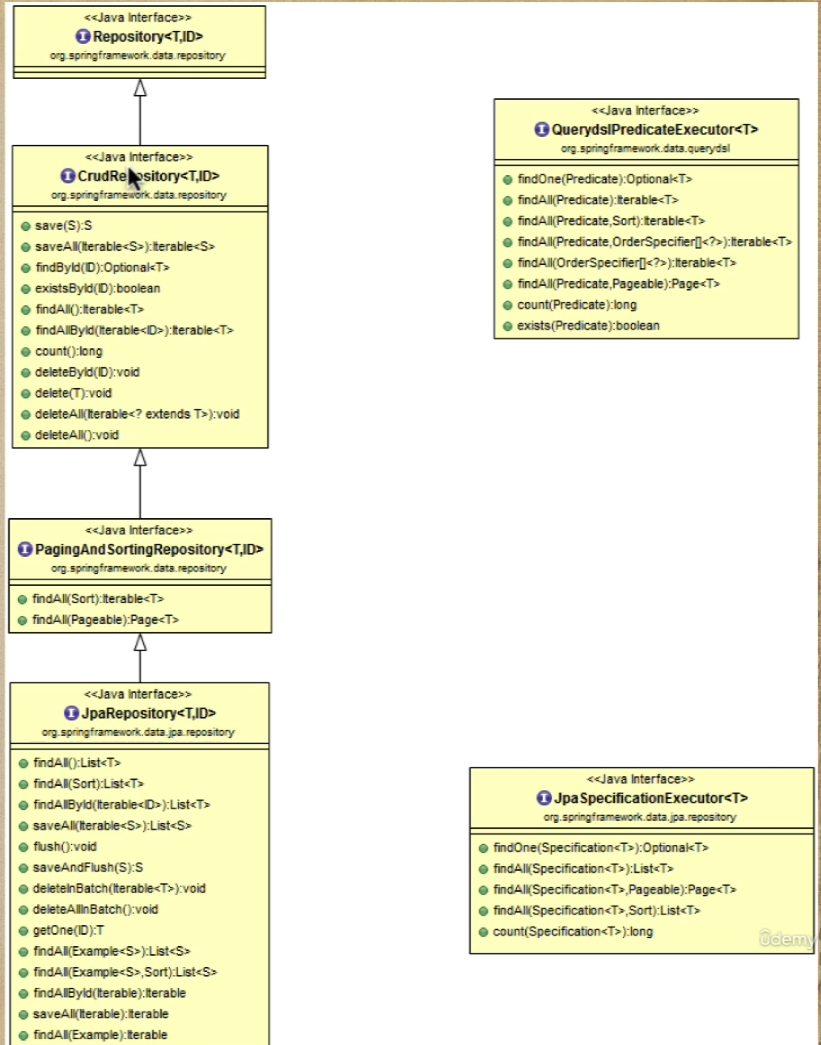 <<Java Interface>>
Repository<T,ID>
org.springframework.data.repository
<<Java Interface>>
CrudRepository<T,ID>
org.springframework.data.repository
save(S):S
saveAll(Iterable<S>):Iterable<S>
findById(ID):Optional<T>
existsById(ID):boolean
findAll():Iterable<T>
findAllById(Iterable<ID>):Iterable<T>
count():long
deleteById(ID):void
delete(T):void
deleteAll(Iterable<? extends T>):void
deleteAll():void
<<Java Interface>>
PagingAndSortingRepository<T,ID>
org.springframework.data.repository
findAll(Sort):Iterable<T>
findAll(Pageable):Page<T>
<<Java Interface>>
JpaRepository<T,ID>
org.springframework.data.jpa.repository
findAll():List<T>
findAll(Sort):List<T>
findAllById(Iterable<ID>):List<T>
saveAll(Iterable<S>):List<S>
flush():void
saveAndFlush(S):S
deleteInBatch(Iterable<T>):void
deleteAllInBatch():void
getOne(ID):T
findAll(Example<S>):List<S>
findAll(Example<S>,Sort):List<S>
findAllById(Iterable):Iterable
saveAll(Iterable):Iterable
findAll(Example):Iterable
<<Java Interface>>
QuerydslPredicateExecutor<T>
org.springframework.data.querydsl
findOne(Predicate):Optional<T>
findAll(Predicate):Iterable<T>
findAll(Predicate,Sort):Iterable<T>
findAll(Predicate,OrderSpecifier[]<?>):Iterable<T>
findAll(OrderSpecifier[]<?>):Iterable<T>
findAll(Predicate,Pageable):Page<T>
count(Predicate):long
exists(Predicate):boolean
<<Java Interface>>
JpaSpecificationExecutor<T>
org.springframework.data.jpa.repository
findOne(Specification<T>):Optional<T>
findAll(Specification<T>):List<T>
findAll(Specification<T>,Pageable):Page<T>
findAll(Specification<T>,Sort):List<T>
count(Specification<T>):long
ûdemy